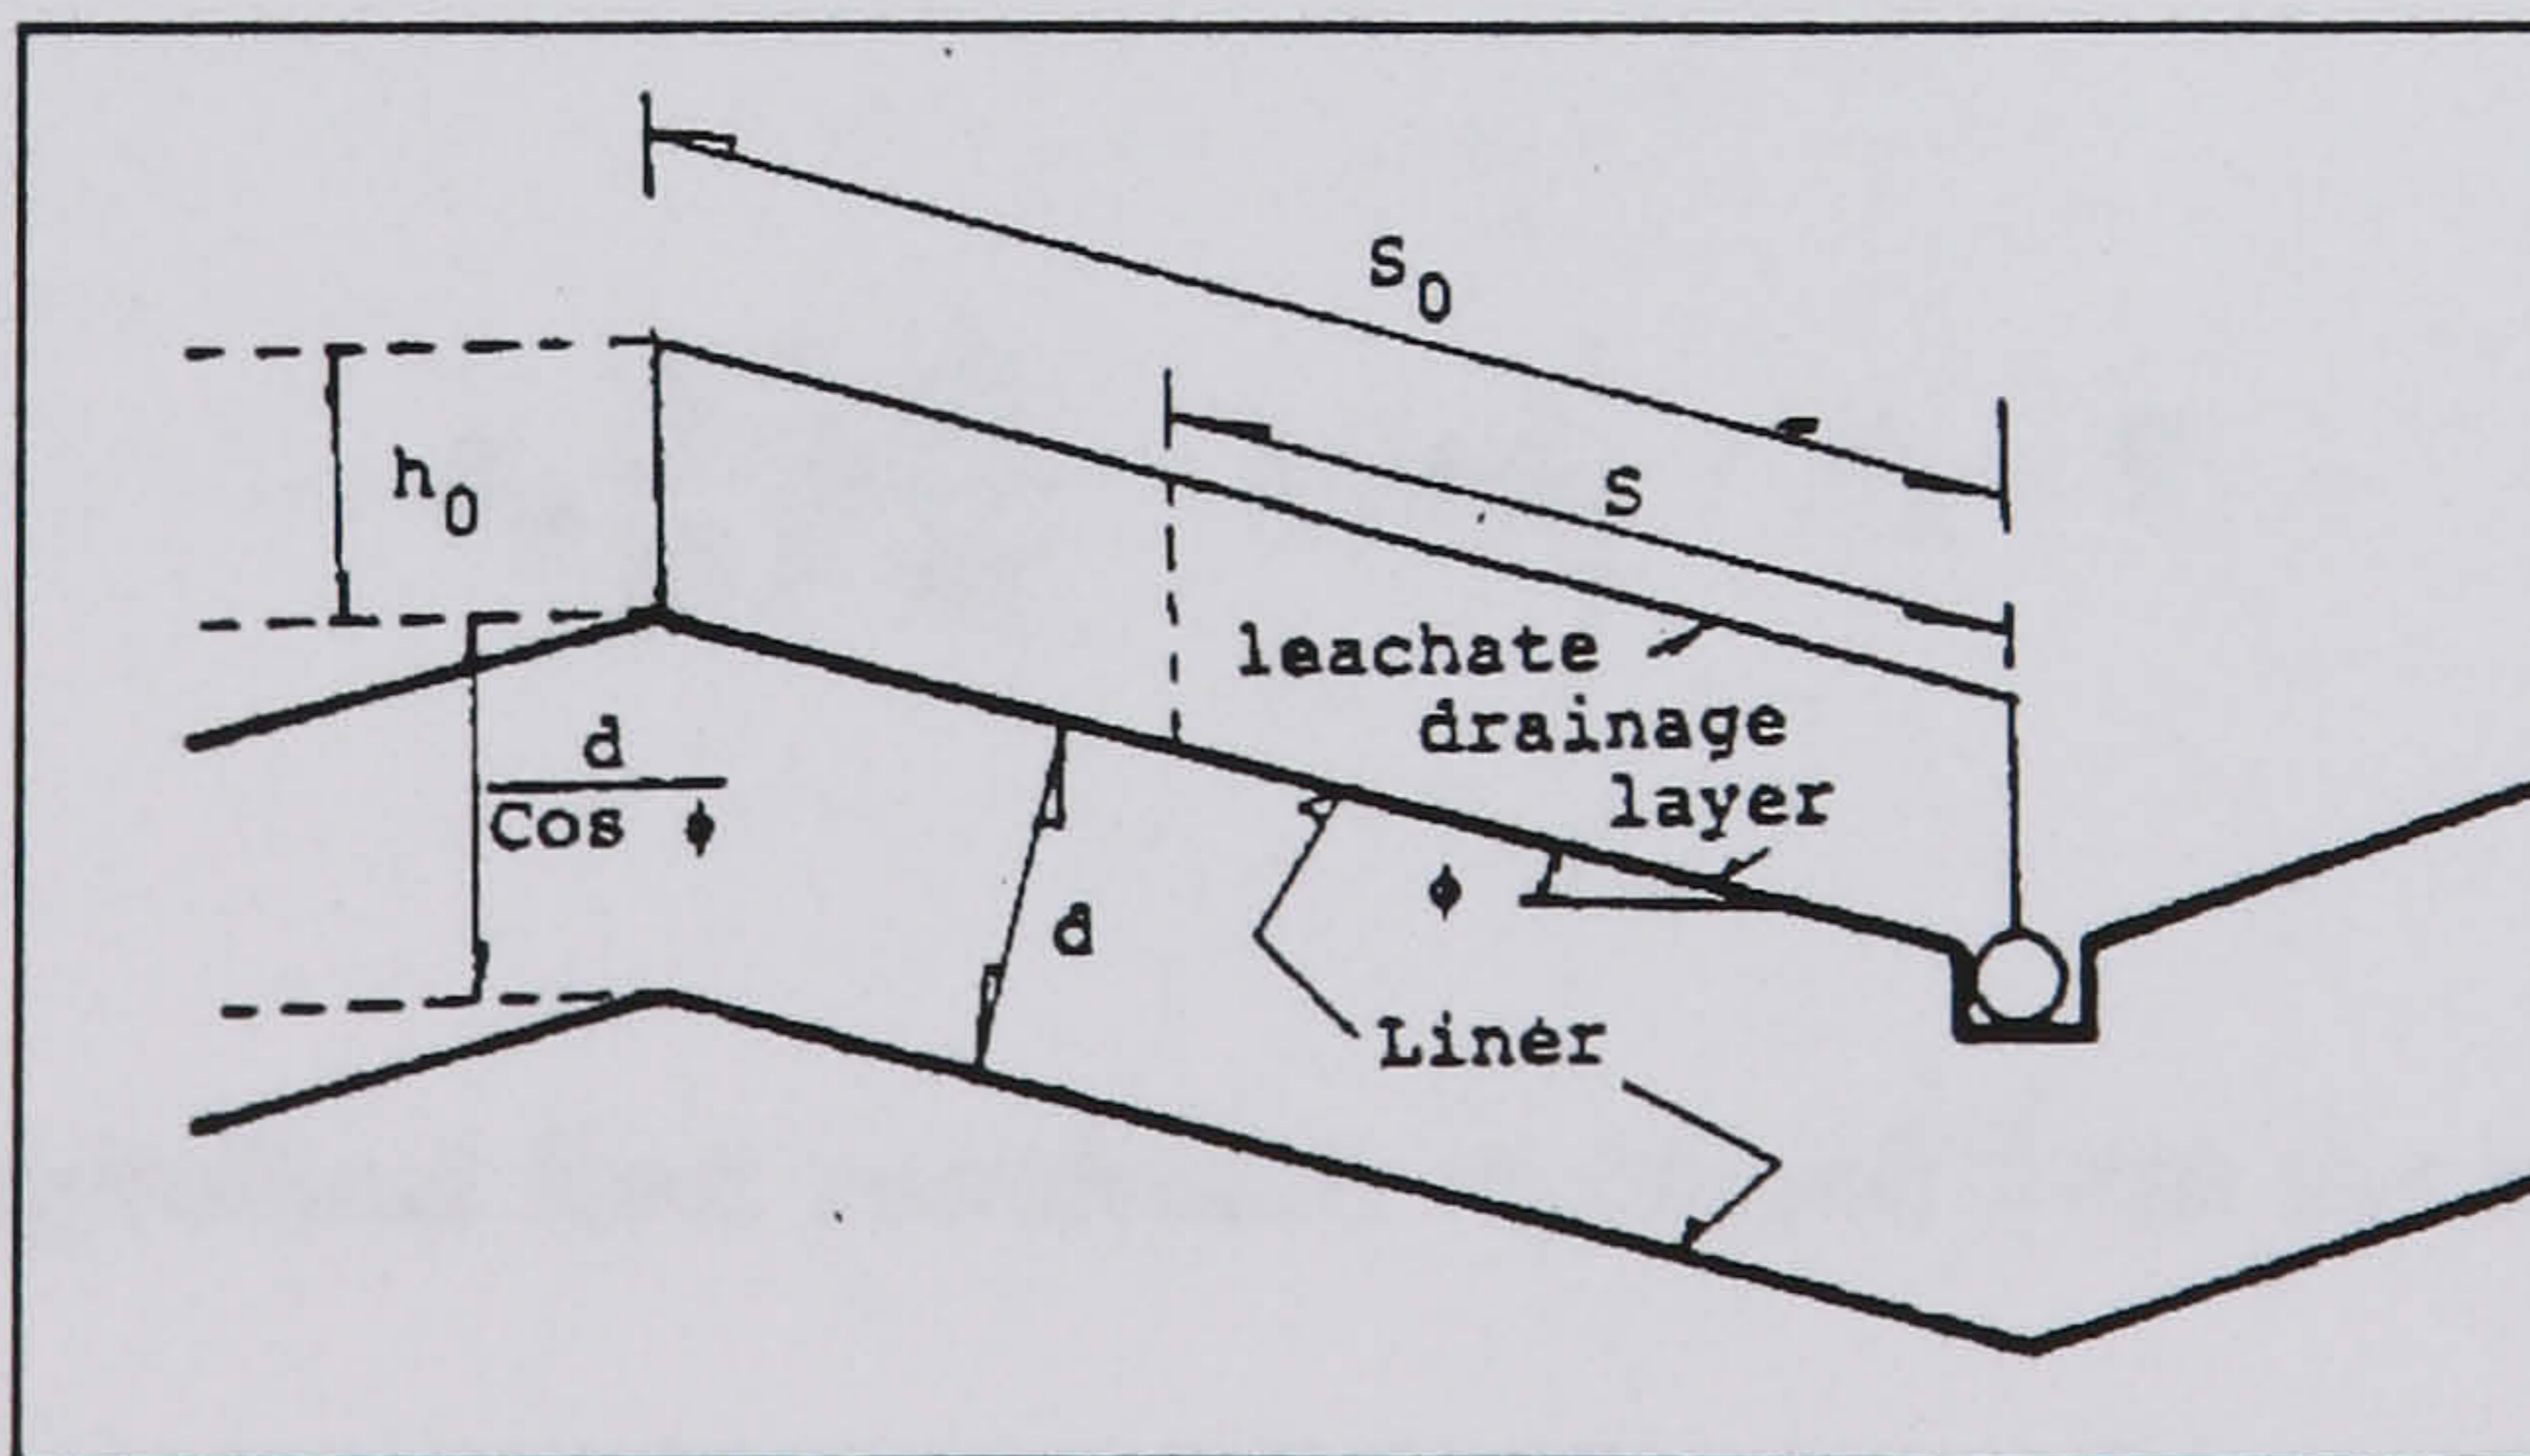 S0
h0
S
leachate
drainage
layer
d
Cos ϕ
ϕ
d
Liner